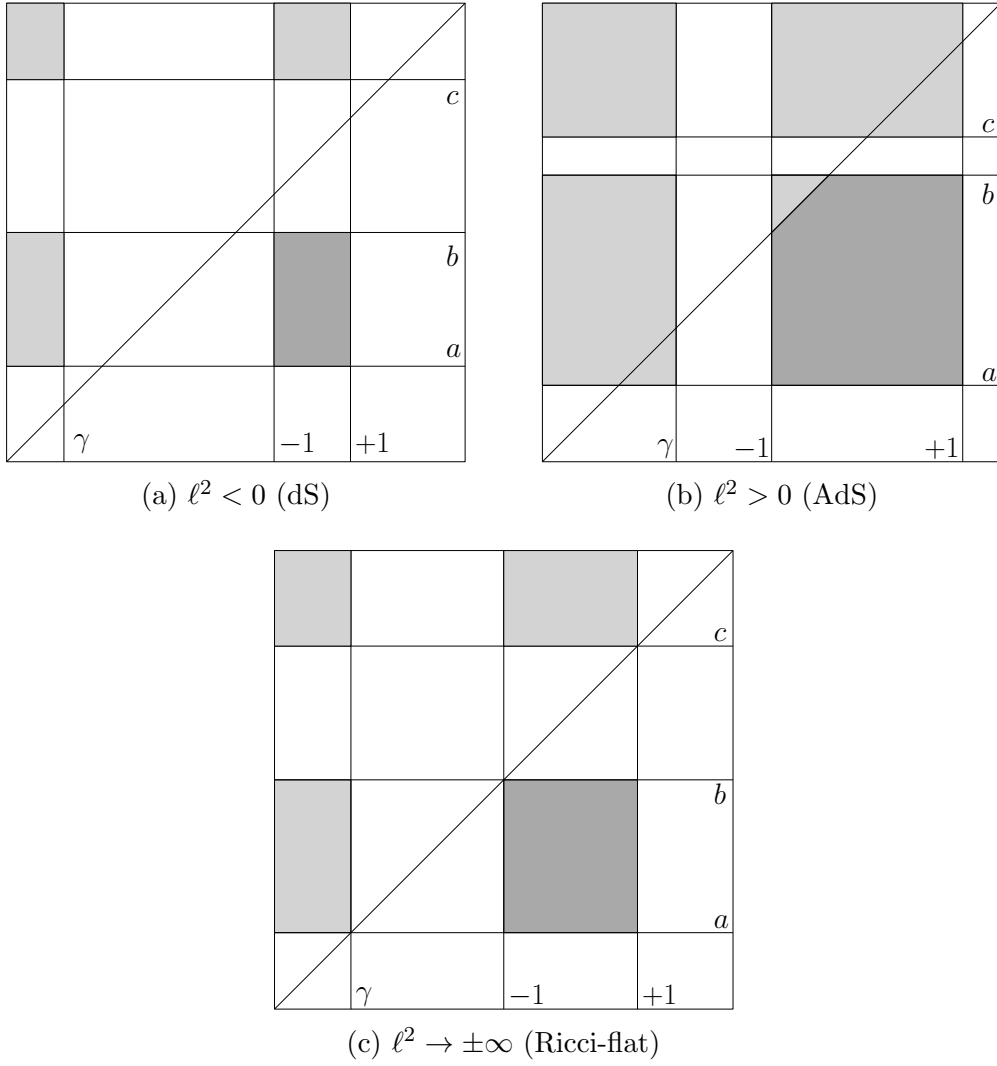 c
b
a
γ
−1
+1
(a) ℓ² < 0 (dS)
c
b
a
γ
−1
+1
(b) ℓ² > 0 (AdS)
c
b
a
γ
−1
+1
(c) ℓ² → ±∞ (Ricci-flat)